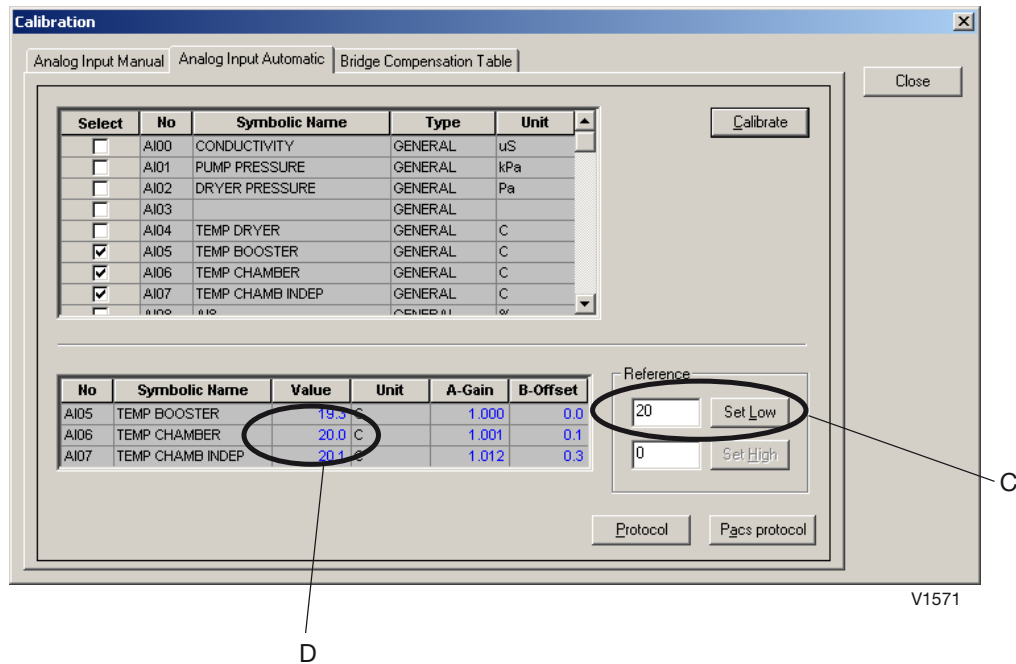 Calibration
Analog Input Manual Analog Input Automatic Bridge Compensation Table
Close
Select No Symbolic Name Type Unit
AI00 CONDUCTIVITY GENERAL uS
AI01 PUMP PRESSURE GENERAL kPa
AI02 DRYER PRESSURE GENERAL Pa
AI03 GENERAL
AI04 TEMP DRYER GENERAL C
AI05 TEMP BOOSTER GENERAL C
AI06 TEMP CHAMBER GENERAL C
AI07 TEMP CHAMB INDEP GENERAL C
AI08 AI8 GENERAL %
Calibrate
No Symbolic Name Value Unit A-Gain B-Offset
AI05 TEMP BOOSTER 19.3 C 1.000 0.0
AI06 TEMP CHAMBER 20.0 C 1.001 0.1
AI07 TEMP CHAMB INDEP 20.1 C 1.012 0.3
Reference
20 Set Low
0 Set High
C
Protocol Pacs protocol
V1571
D